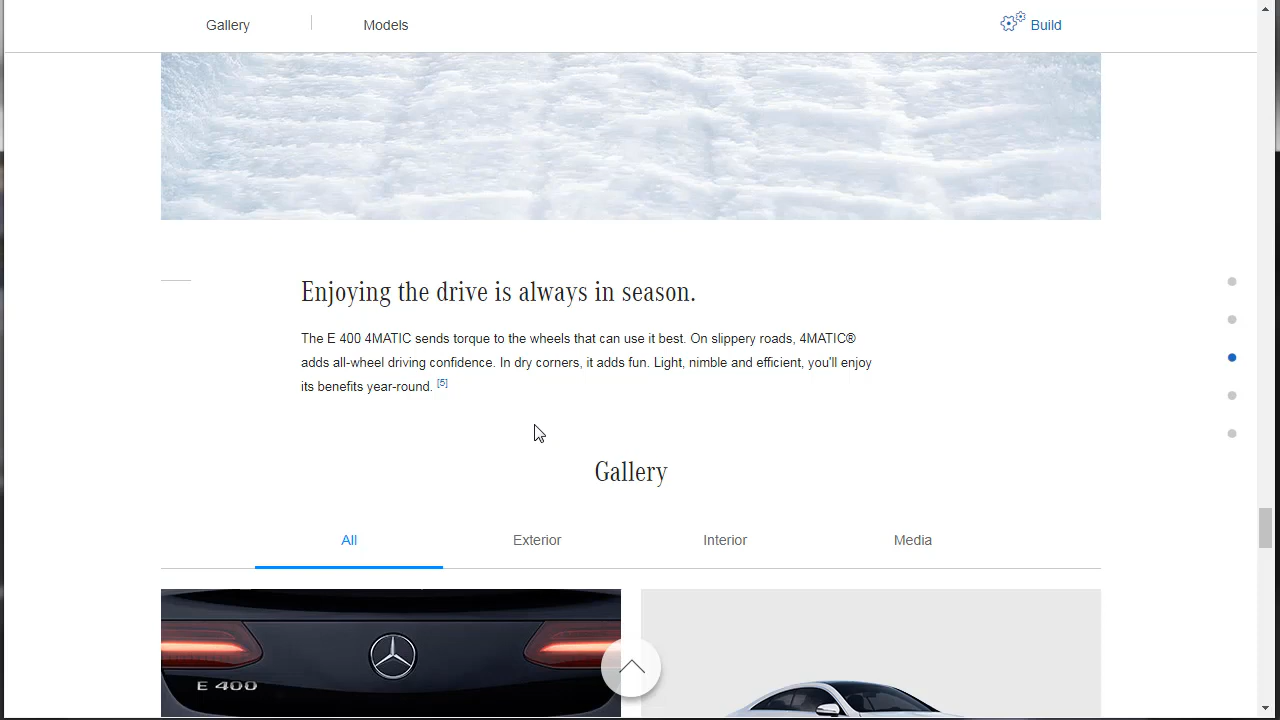 Gallery
Models
Build
Enjoying the drive is always in season.
The E 400 4MATIC sends torque to the wheels that can use it best. On slippery roads, 4MATIC®
adds all-wheel driving confidence. In dry corners, it adds fun. Light, nimble and efficient, you'll enjoy
its benefits year-round. [5]
Gallery
All
Exterior
Interior
Media
E 400